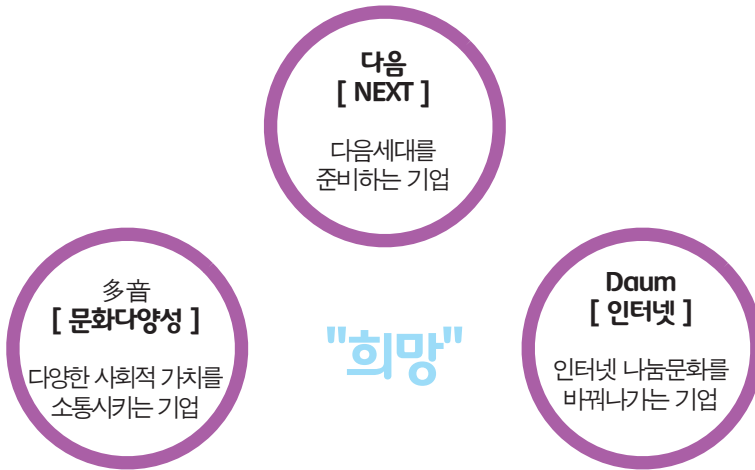 다음
[ NEXT ]
다음세대를
준비하는 기업
多音
[ 문화다양성 ]
다양한 사회적 가치를
소통시키는 기업
"희망"
Daum
[ 인터넷 ]
인터넷 나눔문화를
바꿔나가는 기업